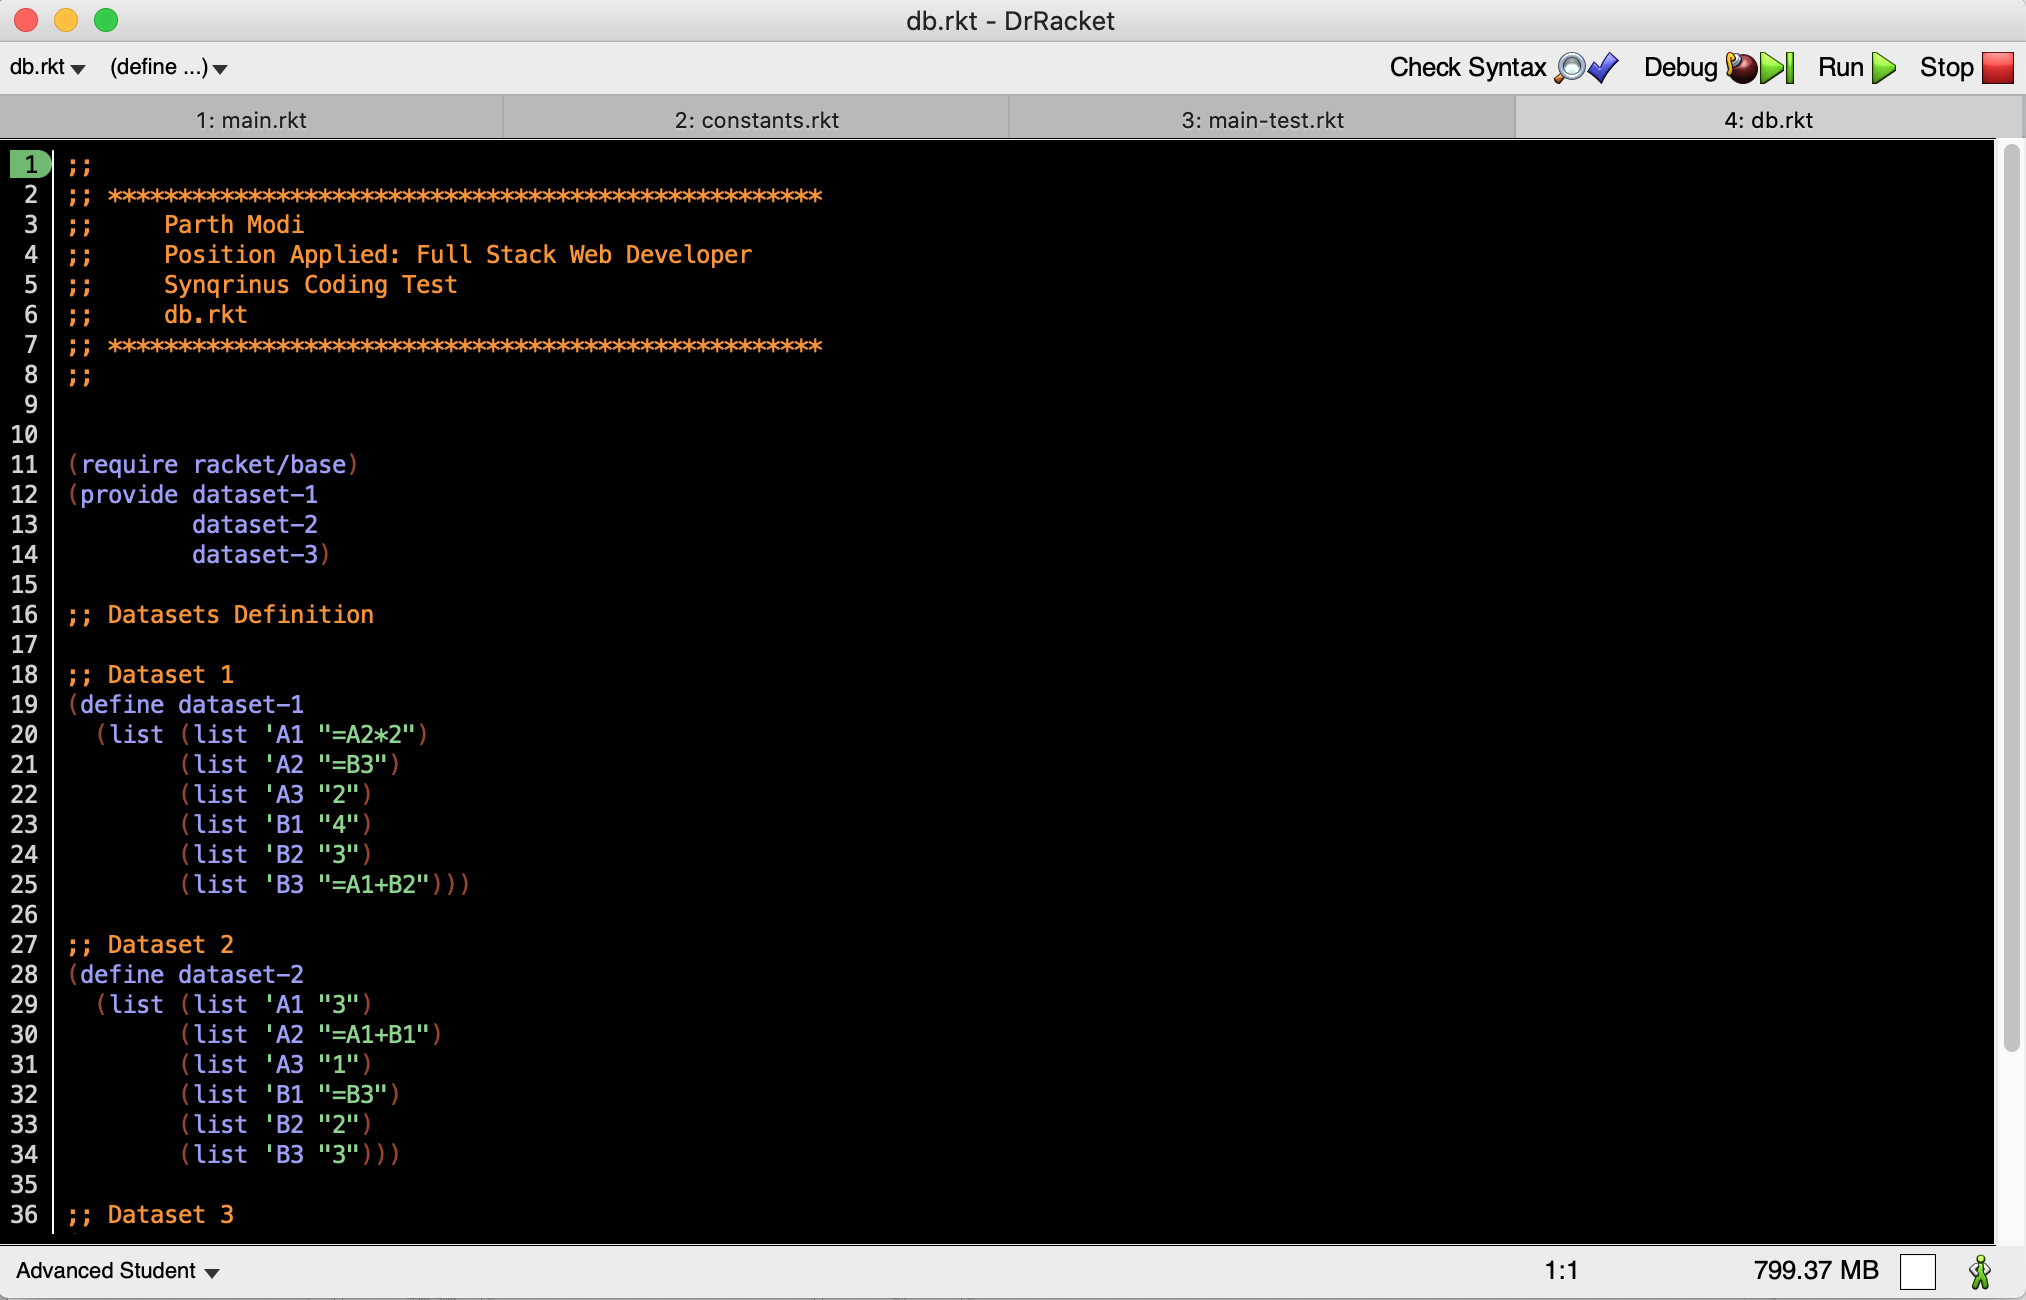 db.rkt - DrRacket
db.rkt (define ...) Check Syntax Debug Run Stop
1: main.rkt 2: constants.rkt 3: main-test.rkt 4: db.rkt
1 ;;
2 ;; ***************************************************
3 ;;     Parth Modi
4 ;;     Position Applied: Full Stack Web Developer
5 ;;     Synqrinus Coding Test
6 ;;     db.rkt
7 ;; ***************************************************
8 ;;
9
10
11 (require racket/base)
12 (provide dataset-1
13          dataset-2
14          dataset-3)
15
16 ;; Datasets Definition
17
18 ;; Dataset 1
19 (define dataset-1
20   (list (list 'A1 "=A2*2")
21         (list 'A2 "=B3")
22         (list 'A3 "2")
23         (list 'B1 "4")
24         (list 'B2 "3")
25         (list 'B3 "=A1+B2")))
26
27 ;; Dataset 2
28 (define dataset-2
29   (list (list 'A1 "3")
30         (list 'A2 "=A1+B1")
31         (list 'A3 "1")
32         (list 'B1 "=B3")
33         (list 'B2 "2")
34         (list 'B3 "3")))
35
36 ;; Dataset 3
Advanced Student 1:1 799.37 MB